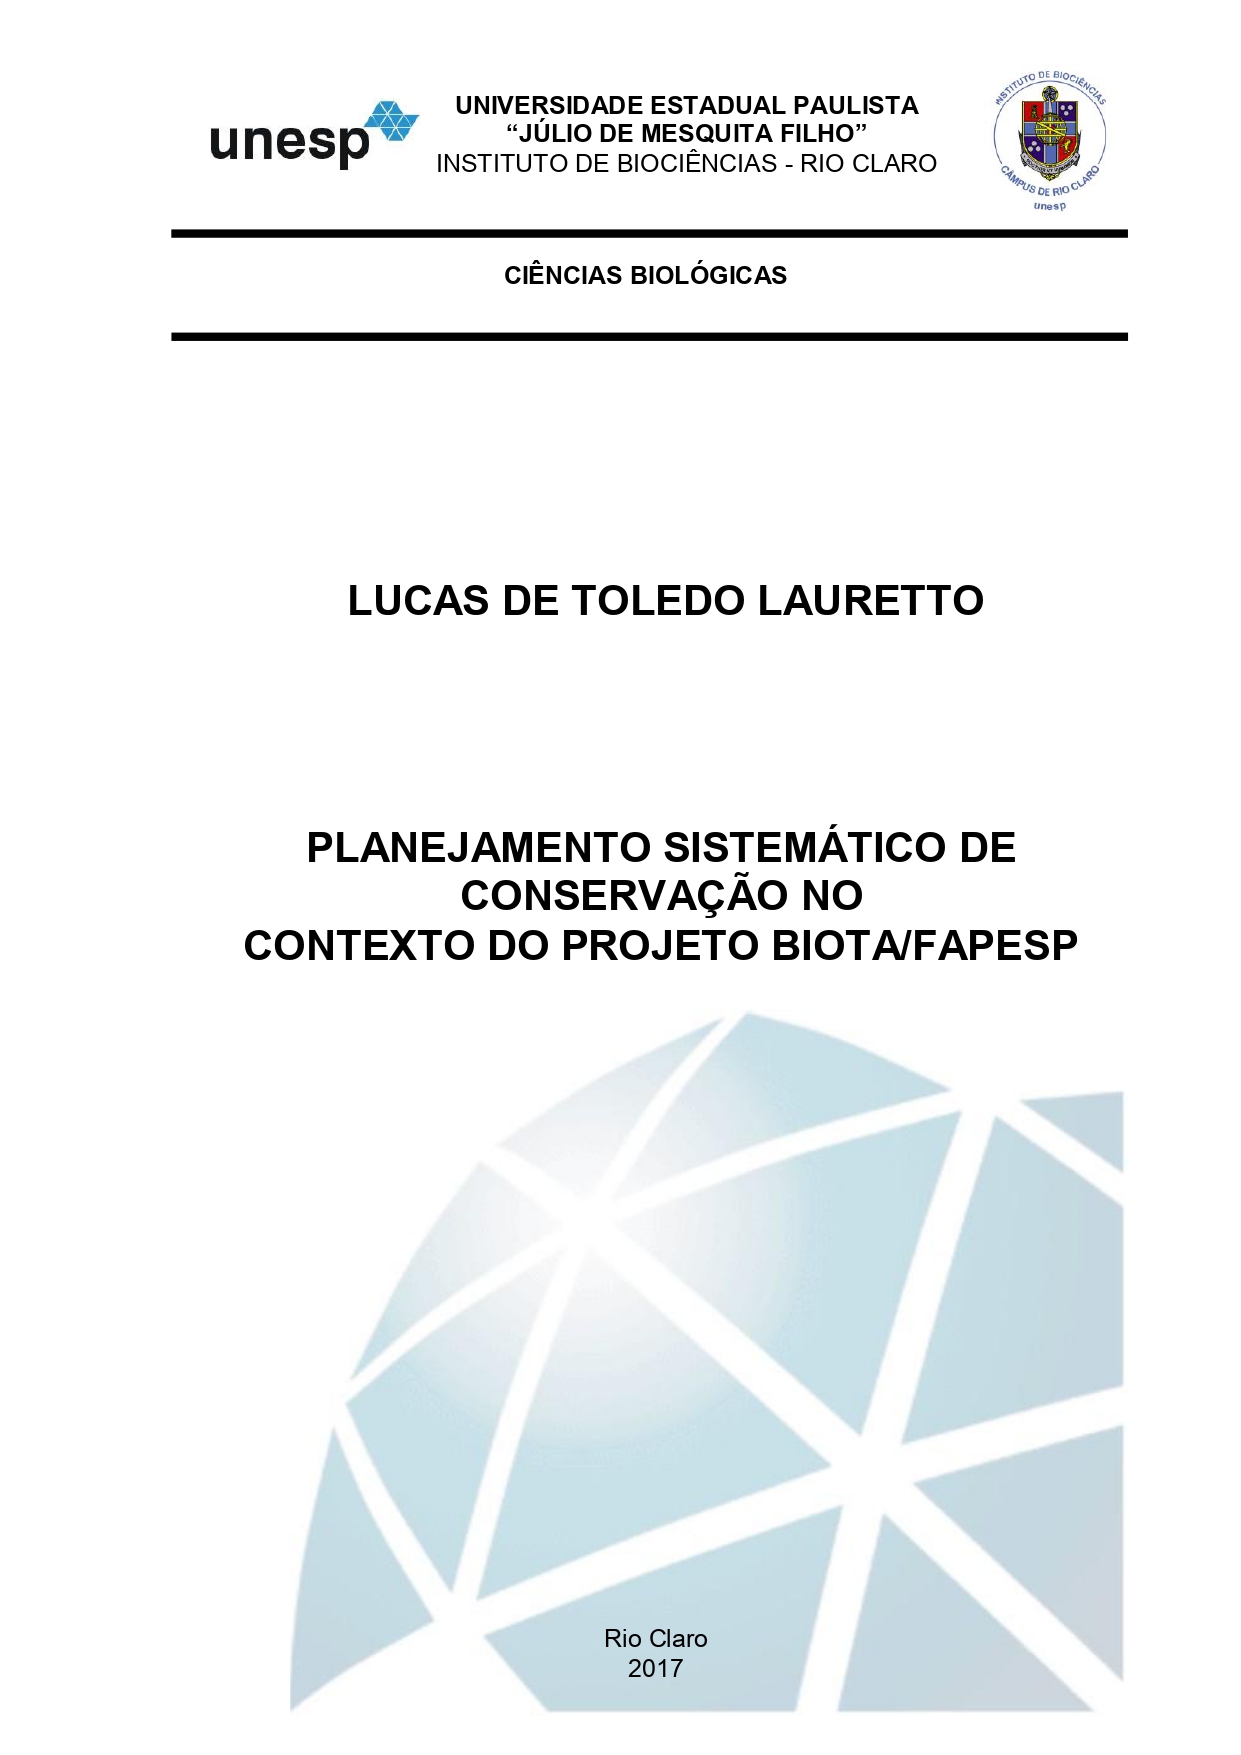 unesp
UNIVERSIDADE ESTADUAL PAULISTA
“JÚLIO DE MESQUITA FILHO”
INSTITUTO DE BIOCIÊNCIAS - RIO CLARO
INSTITUTO DE BIOCIÊNCIAS
CÂMPUS DE RIO CLARO
unesp
CIÊNCIAS BIOLÓGICAS
LUCAS DE TOLEDO LAURETTO
PLANEJAMENTO SISTEMÁTICO DE
CONSERVAÇÃO NO
CONTEXTO DO PROJETO BIOTA/FAPESP
Rio Claro
2017